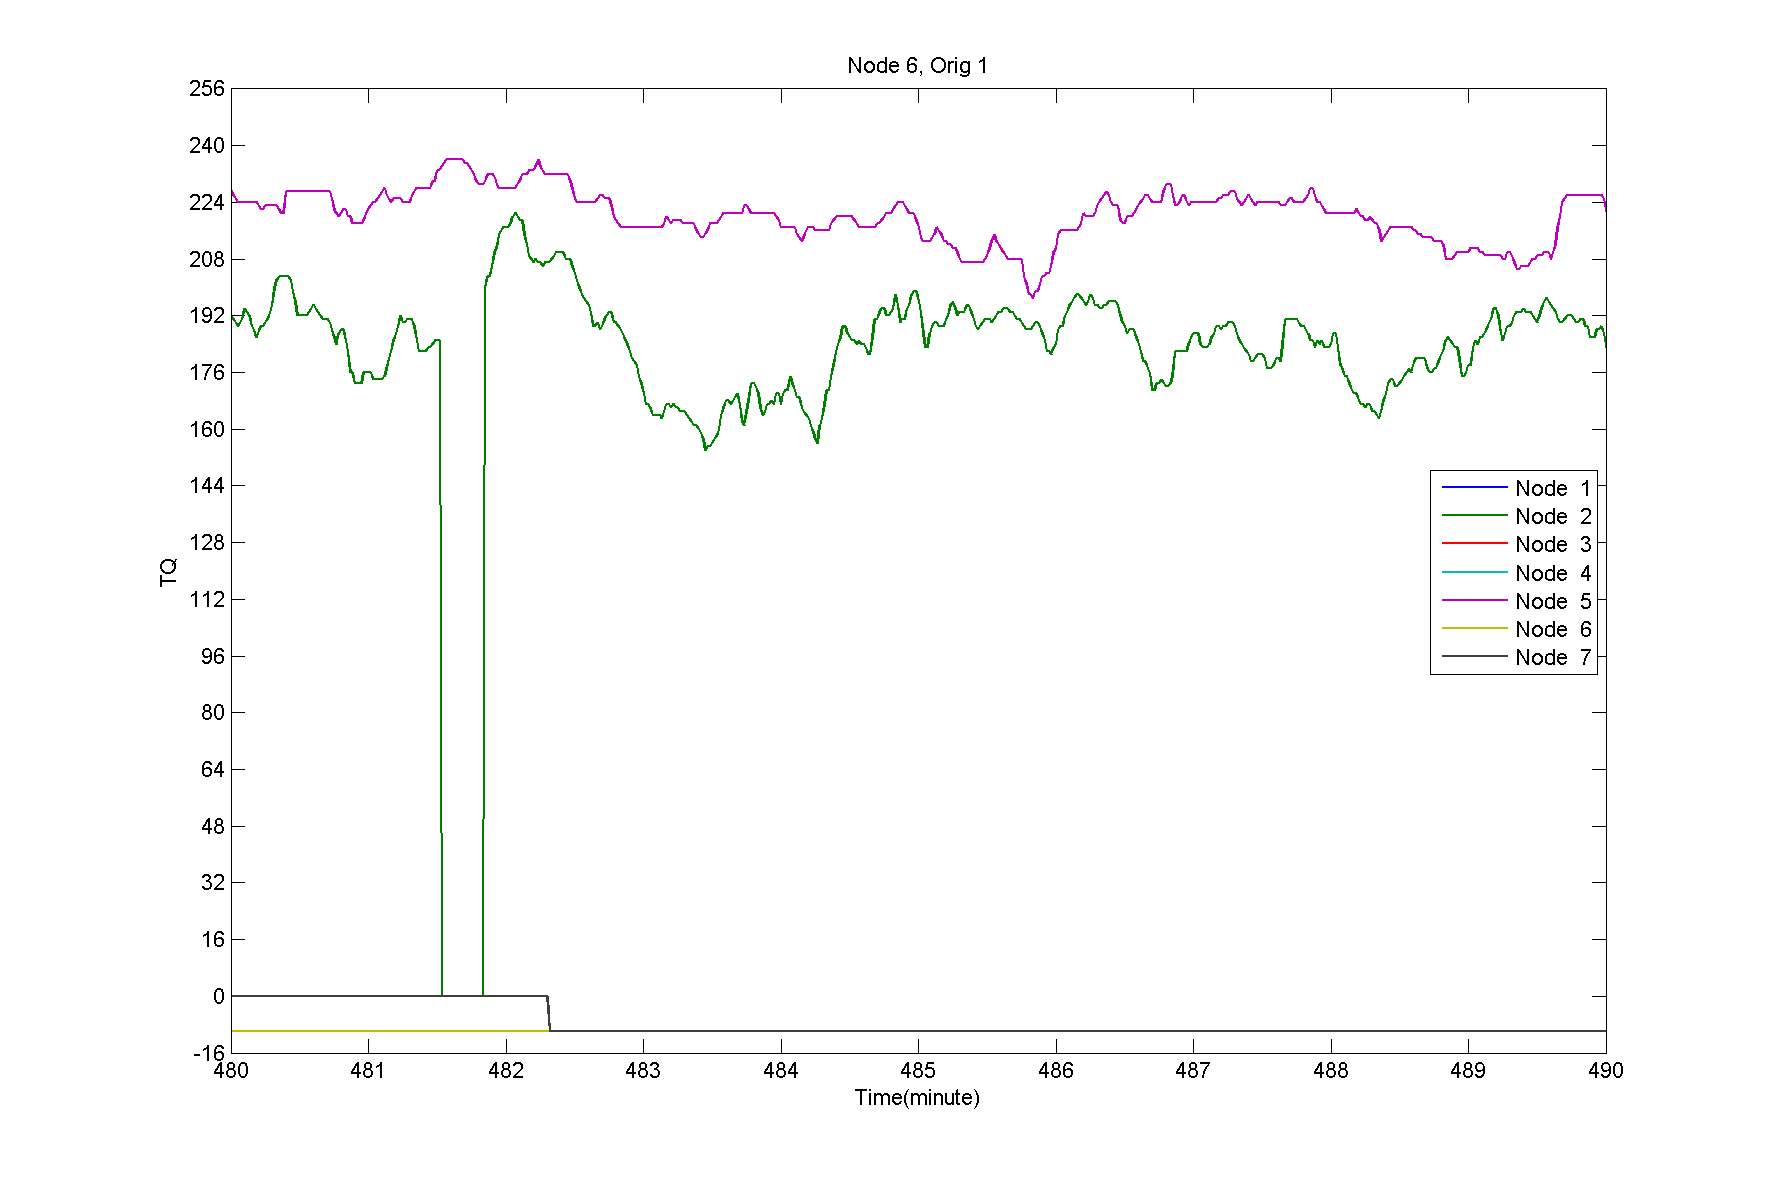 Node 6, Orig 1
256
240
224
208
192
176
160
144
128
112
96
80
64
48
32
16
0
-16
TQ
Node 1
Node 2
Node 3
Node 4
Node 5
Node 6
Node 7
480 481 482 483 484 485 486 487 488 489 490
Time(minute)